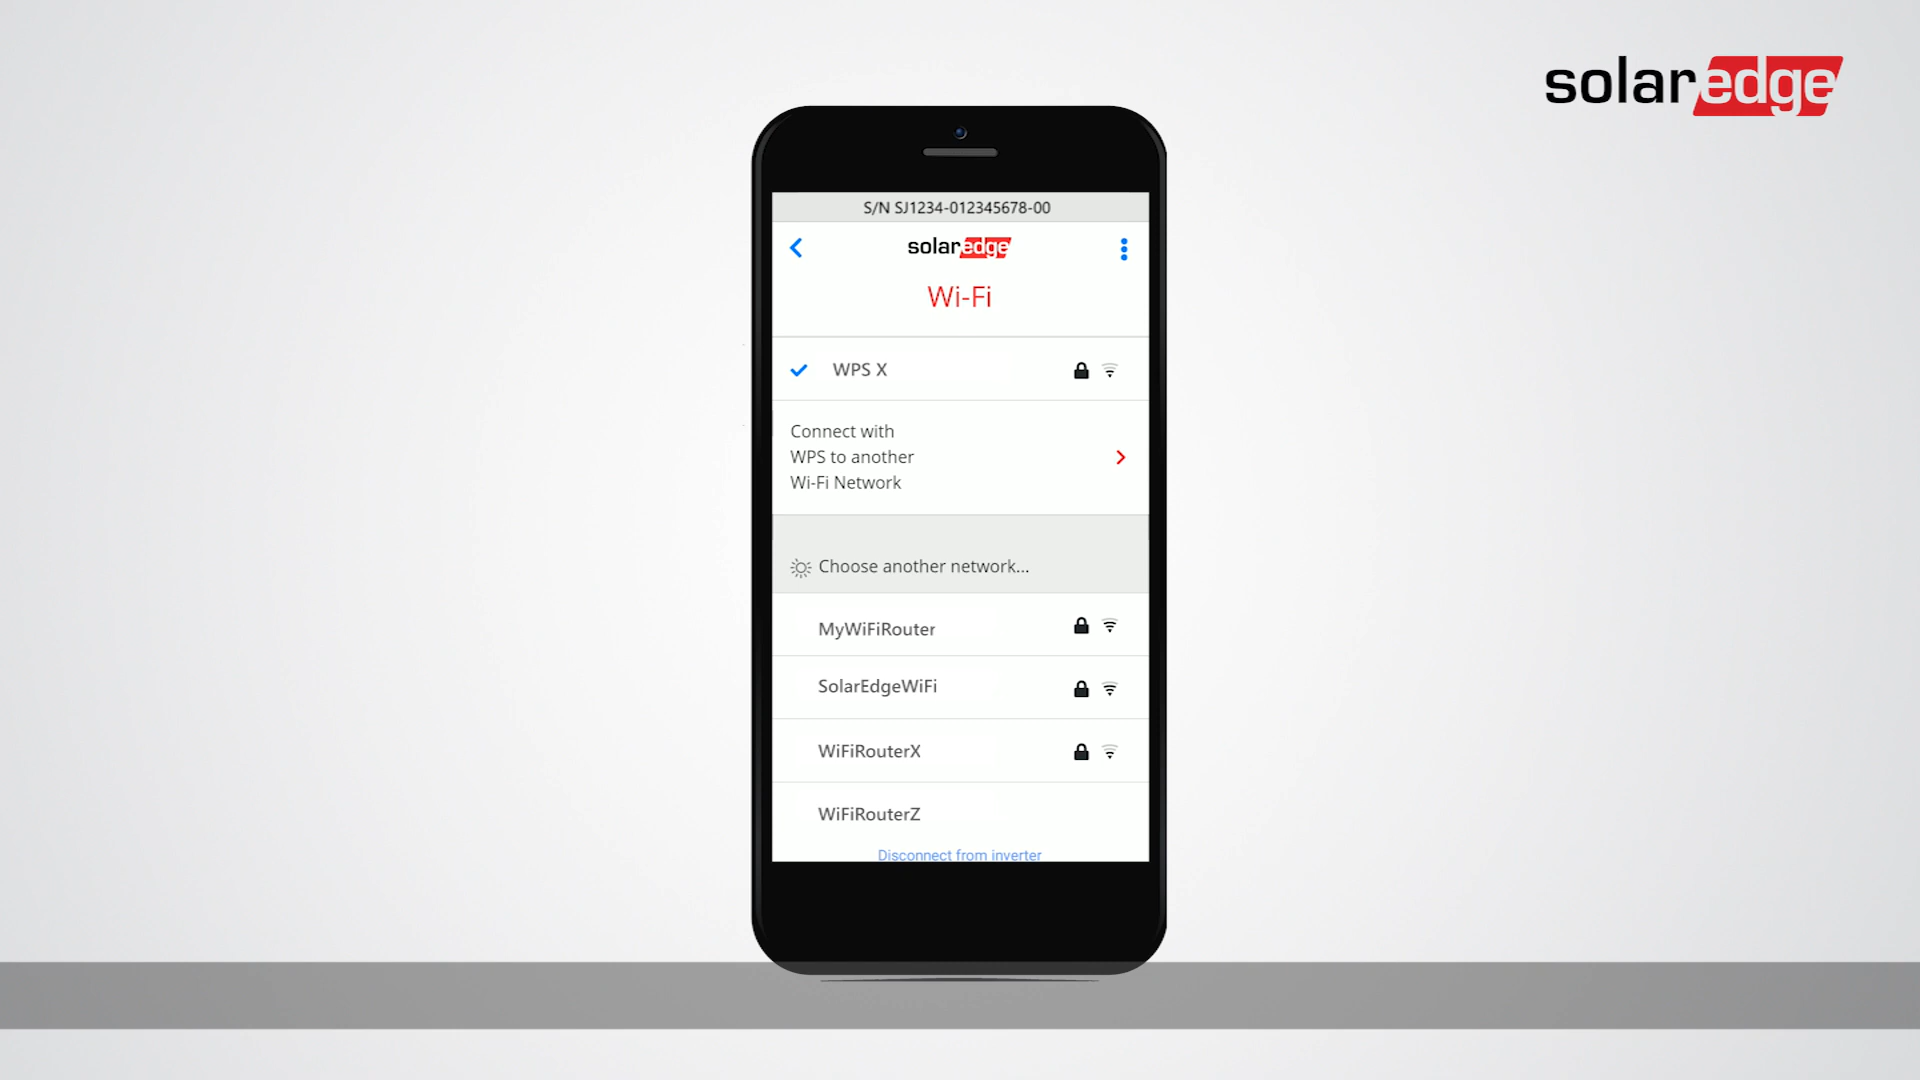 solaredge
S/N SJ1234-012345678-00
solaredge
Wi-Fi
WPS X
Connect with
WPS to another
Wi-Fi Network
Choose another network...
MyWiFiRouter
SolarEdgeWiFi
WiFiRouterX
WiFiRouterZ
Disconnect from inverter